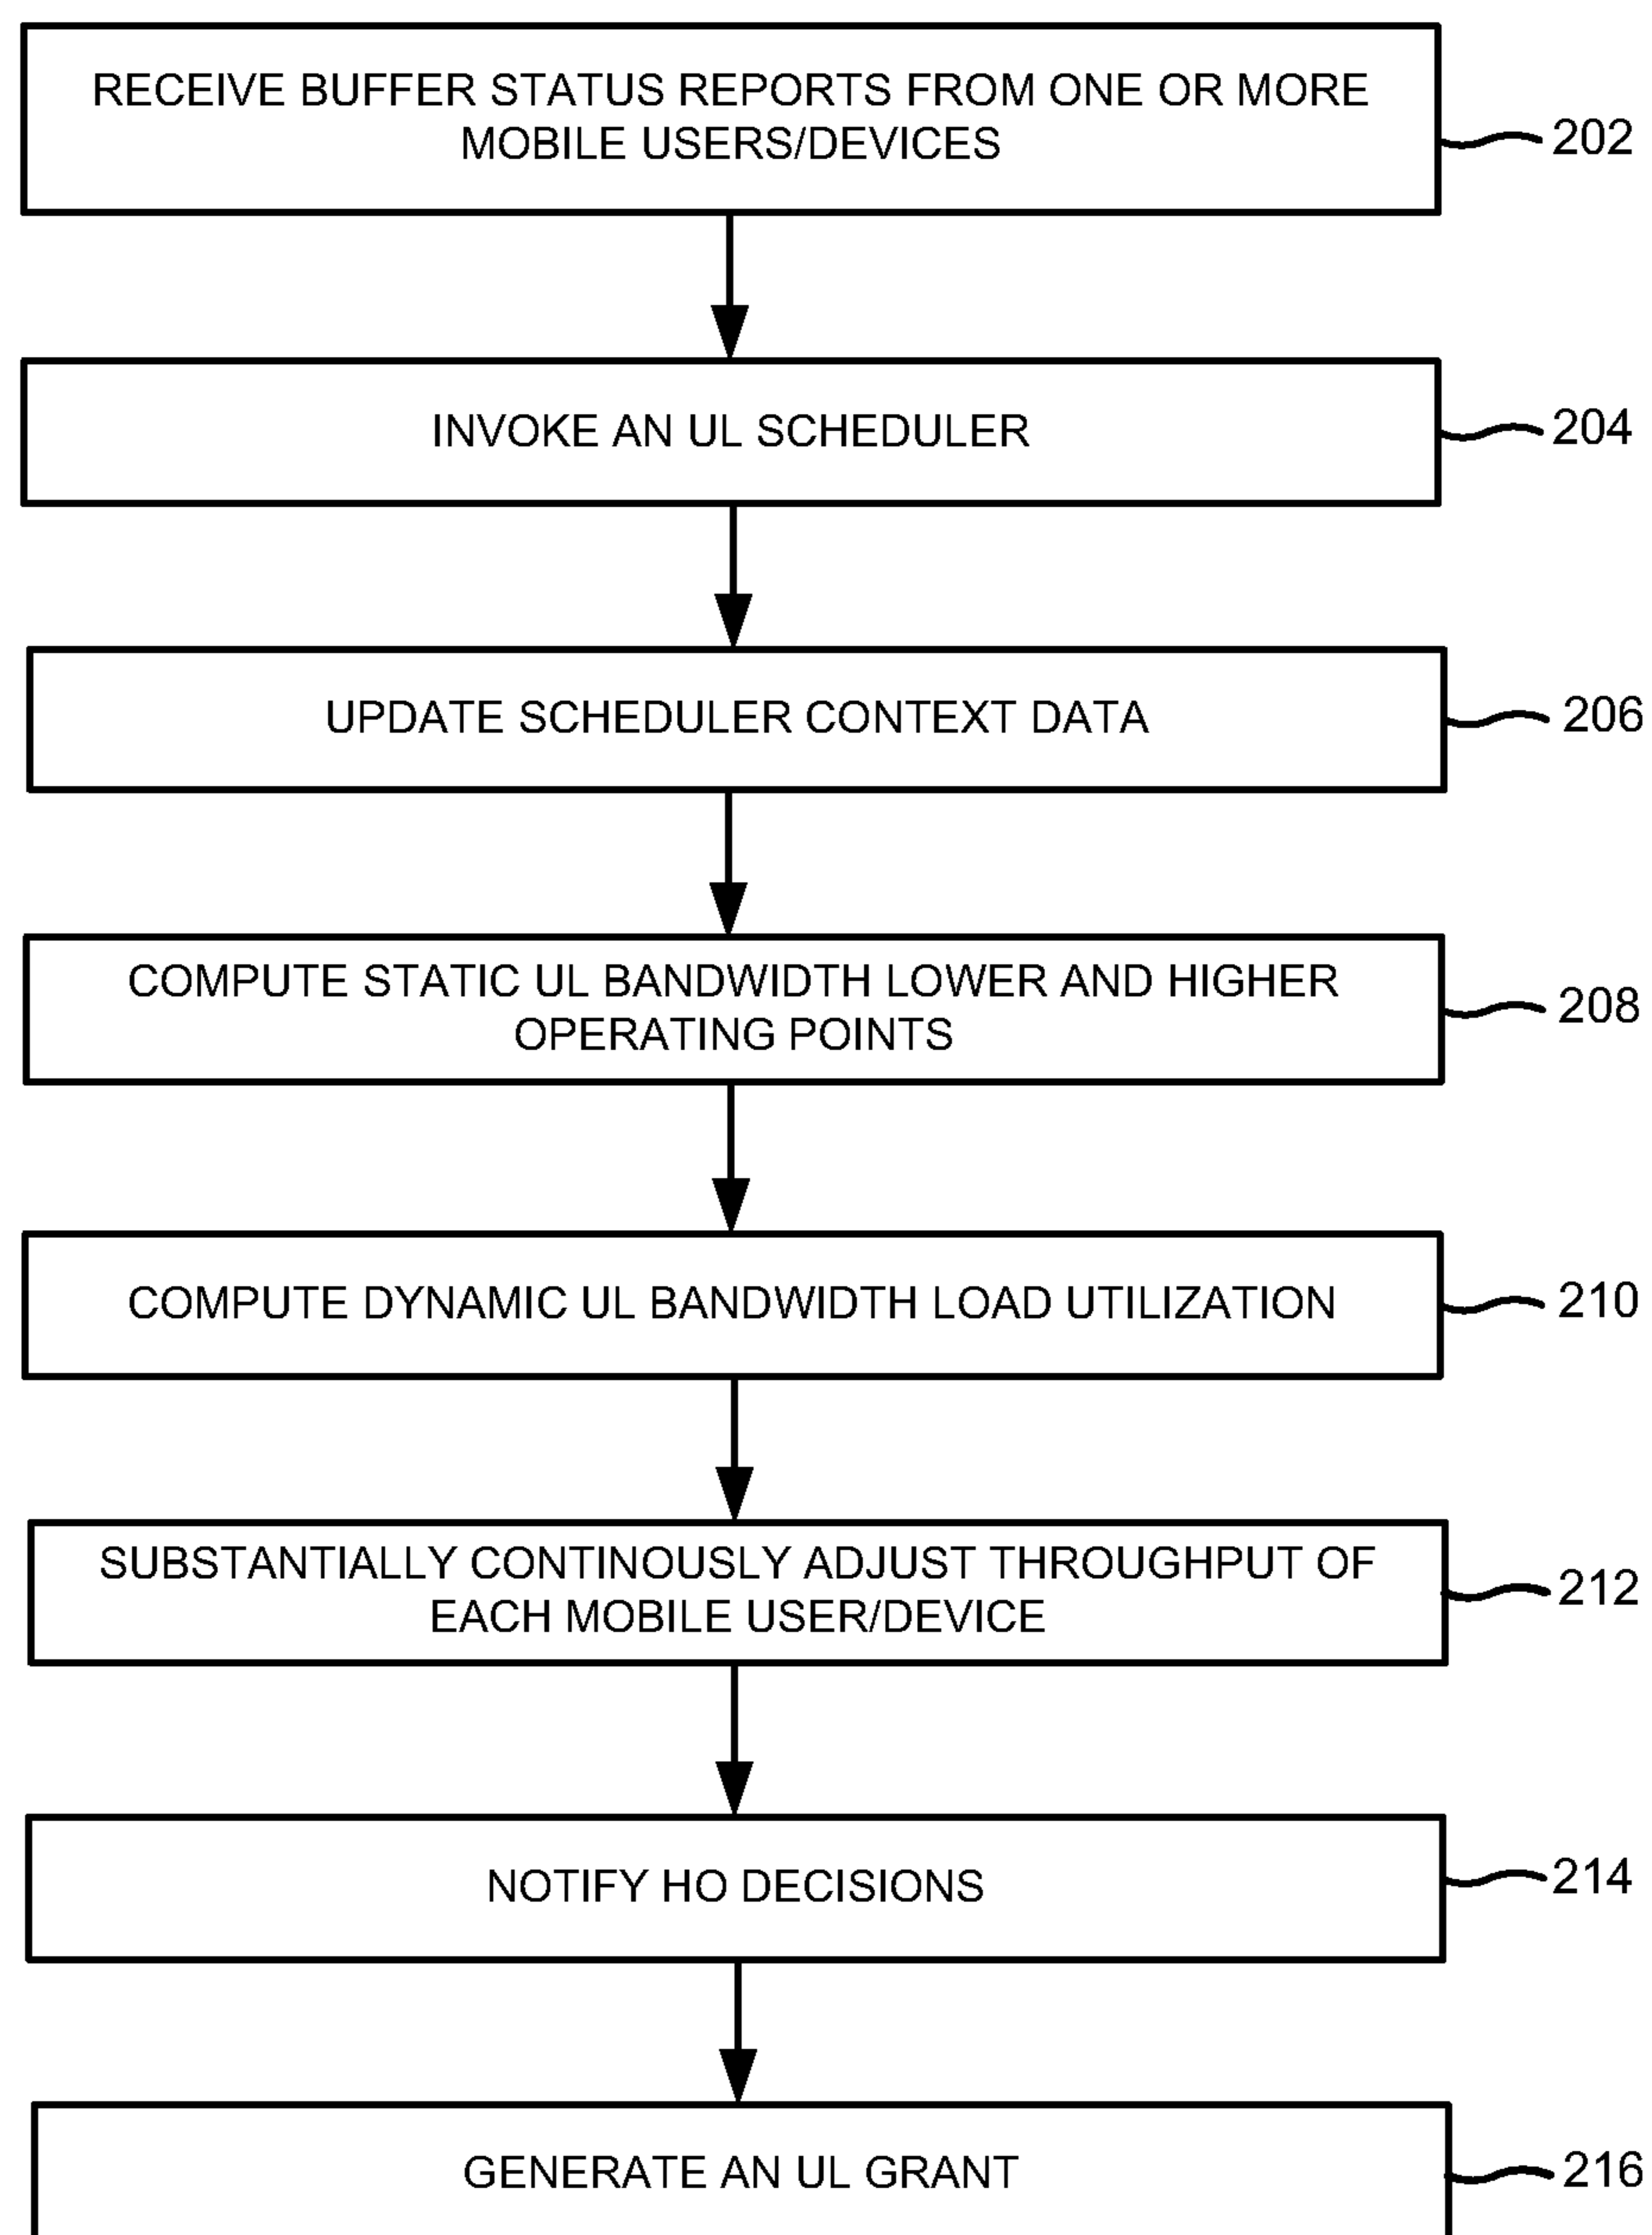 RECEIVE BUFFER STATUS REPORTS FROM ONE OR MORE
MOBILE USERS/DEVICES
202
INVOKE AN UL SCHEDULER
204
UPDATE SCHEDULER CONTEXT DATA
206
COMPUTE STATIC UL BANDWIDTH LOWER AND HIGHER
OPERATING POINTS
208
COMPUTE DYNAMIC UL BANDWIDTH LOAD UTILIZATION
210
SUBSTANTIALLY CONTINOUSLY ADJUST THROUGHPUT OF
EACH MOBILE USER/DEVICE
212
NOTIFY HO DECISIONS
214
GENERATE AN UL GRANT
216